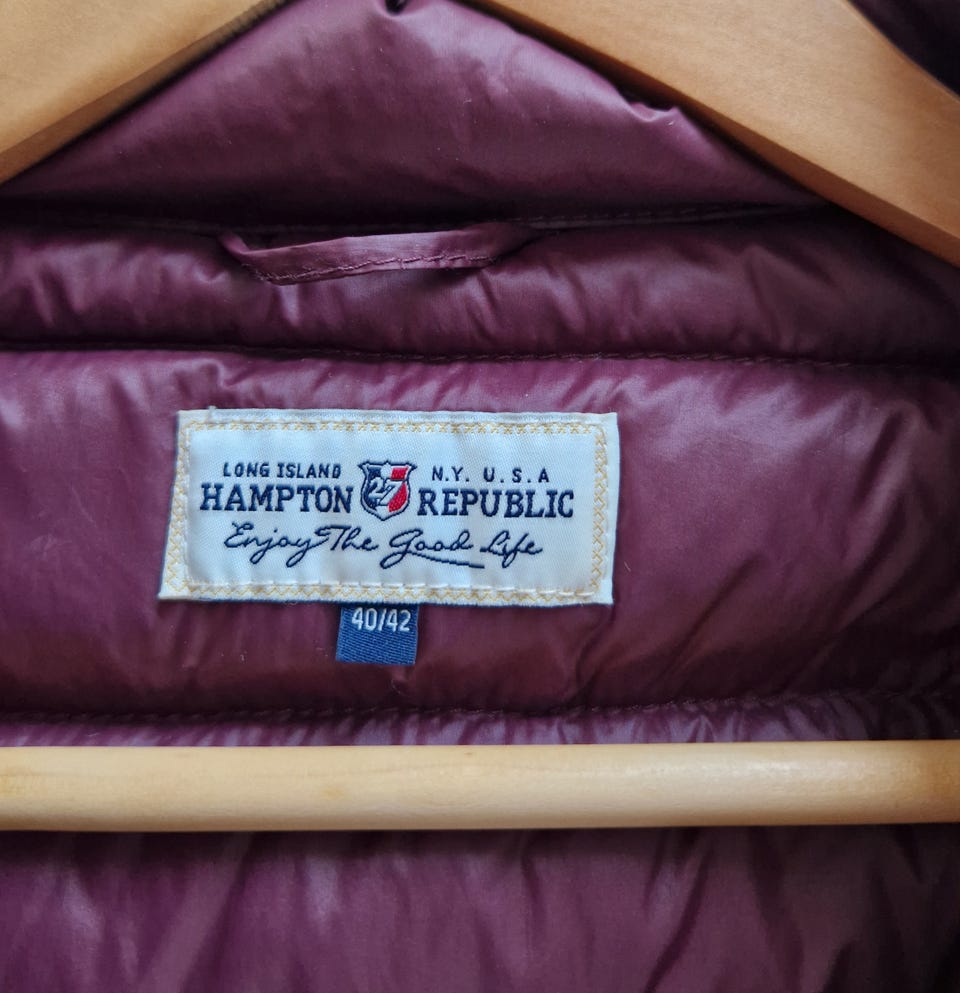 LONG ISLAND N.Y. U.S.A
HAMPTON 27 REPUBLIC
Enjoy The Good Life
40/42